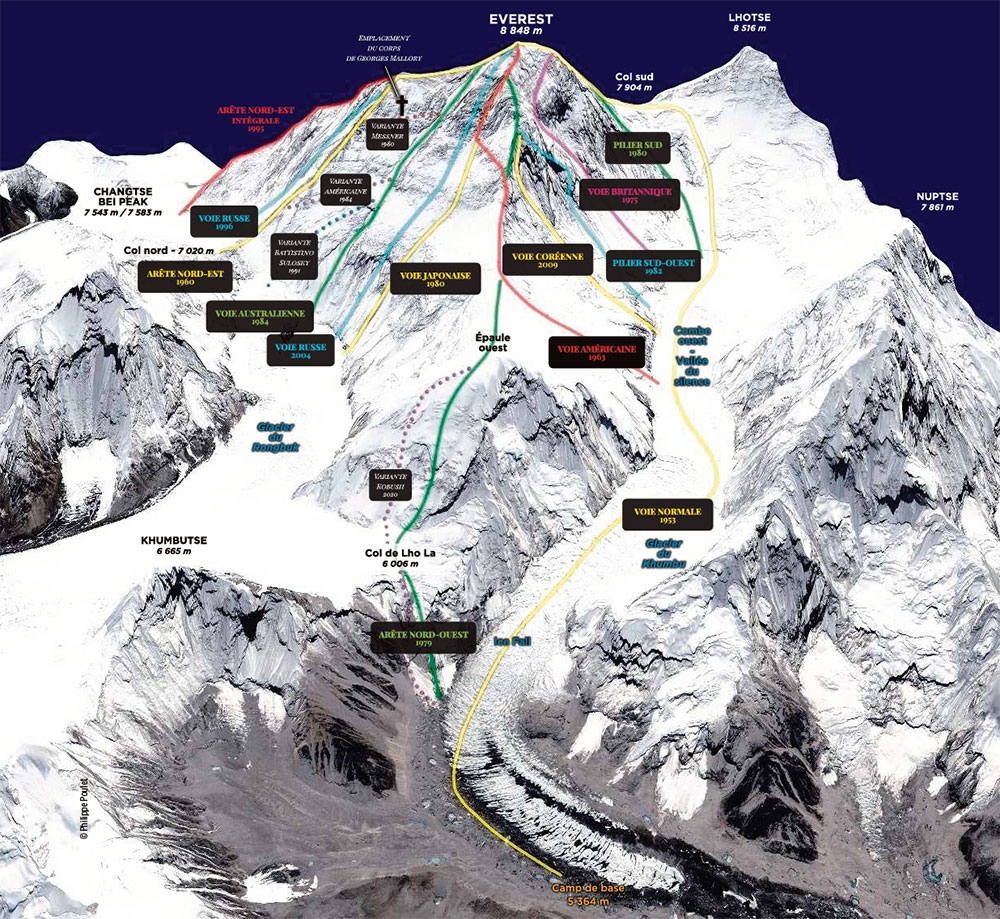 EVEREST
8 848 m
LHOTSE
8 516 m
EMPLACEMENT
DU CORPS
DE GEORGES MALLORY
Col sud
7 904 m
ARÊTE NORD-EST
INTÉGRALE
1995
VARIANTE
MESSNER
1980
PILIER SUD
1980
VARIANTE
AMÉRICAINE
1984
VOIE BRITANNIQUE
1975
CHANGTSE
BEI PEAK
7 543 m / 7 583 m
NUPTSE
7 861 m
VOIE RUSSE
1996
Col nord - 7 020 m
VARIANTE
BATTISTINO
SULOSKY
1991
VOIE CORÉENNE
2009
PILIER SUD-OUEST
1982
ARÊTE NORD-EST
1960
VOIE JAPONAISE
1980
VOIE AUSTRALIENNE
1984
VOIE RUSSE
2004
Épaule
ouest
VOIE AMÉRICAINE
1963
Combe
ouest
-
Vallée
du
silence
Glacier
du
Rongbuk
VARIANTE
KOBUSH
2020
VOIE NORMALE
1953
KHUMBUTSE
6 665 m
Col de Lho La
6 006 m
Glacier
du
Khumbu
ARÊTE NORD-OUEST
1979
Ice Fall
© Philippe Poulet
Camp de base
5 364 m